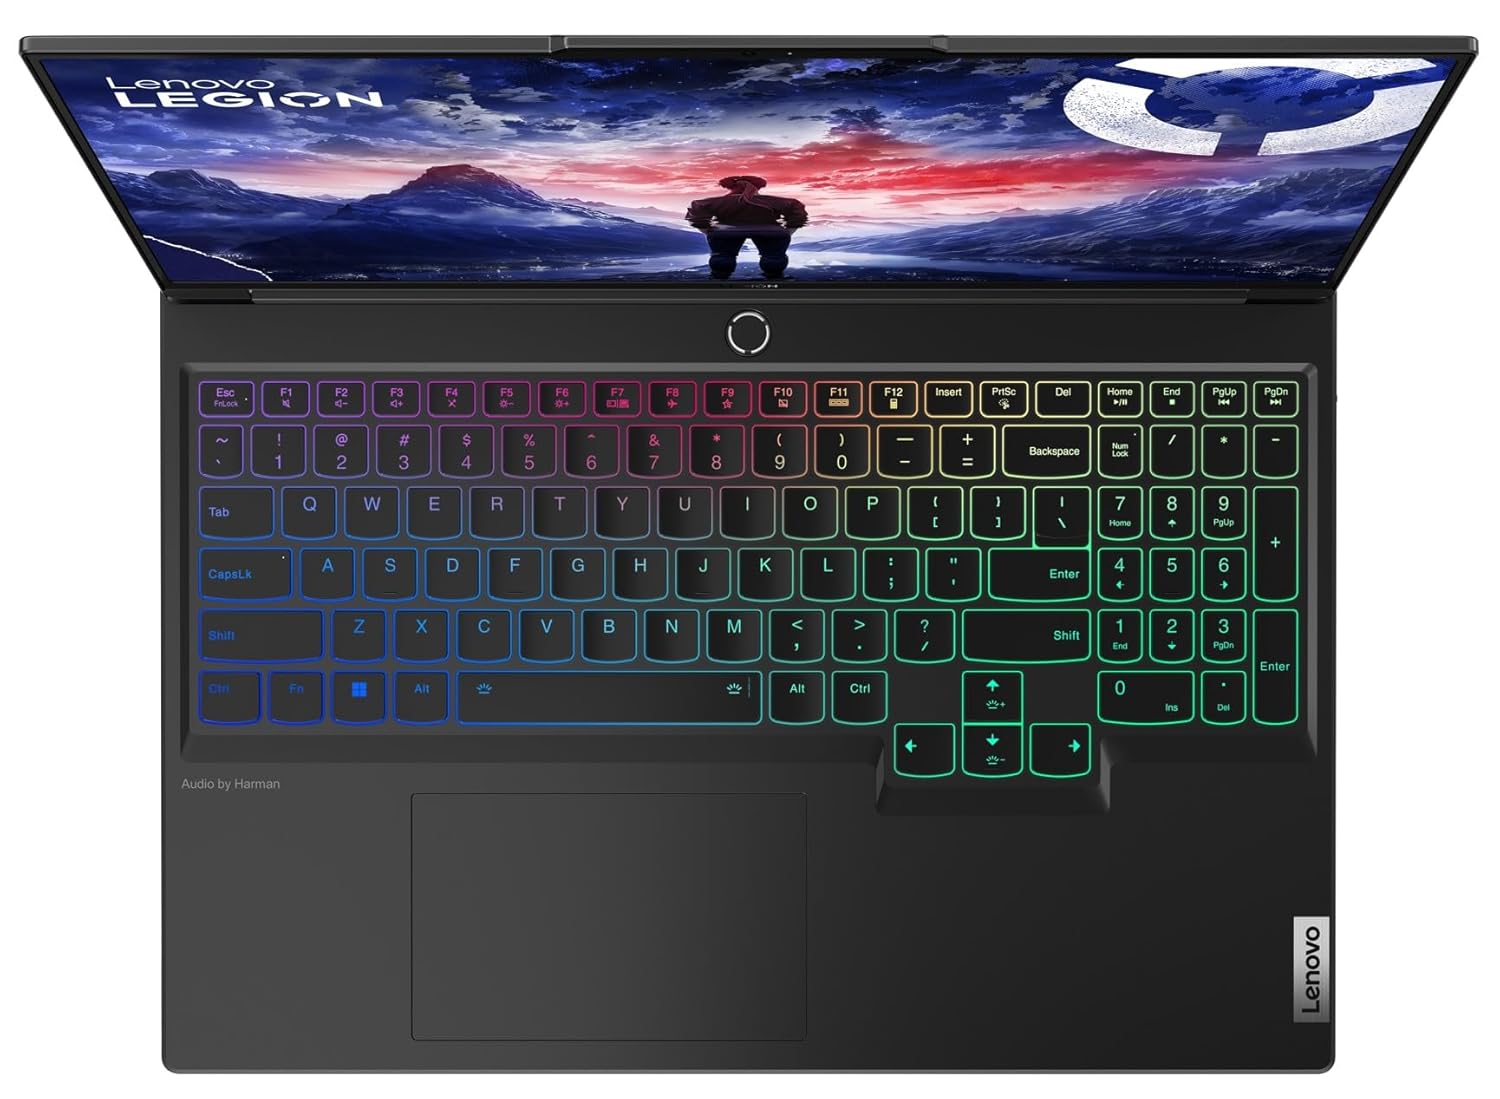 Lenovo
LEGION
Esc F1 F2 F3 F4 F5 F6 F7 F8 F9 F10 F11 F12 Insert PrtSc Del Home End PgUp PgDn
FnLock
~ ! @ # $ % ^ & * ( ) — + Backspace Num Lock / * -
` 1 2 3 4 5 6 7 8 9 0 - =
Tab Q W E R T Y U I O P { } | 7 8 9 +
[ ] \ Home PgUp
CapsLk A S D F G H J K L : " Enter 4 5 6
; '
Shift Z X C V B N M < > ? Shift 1 2 3 Enter
, . / End PgDn
Ctrl Fn Alt Alt Ctrl 0 .
Ins Del
Audio by Harman
Lenovo